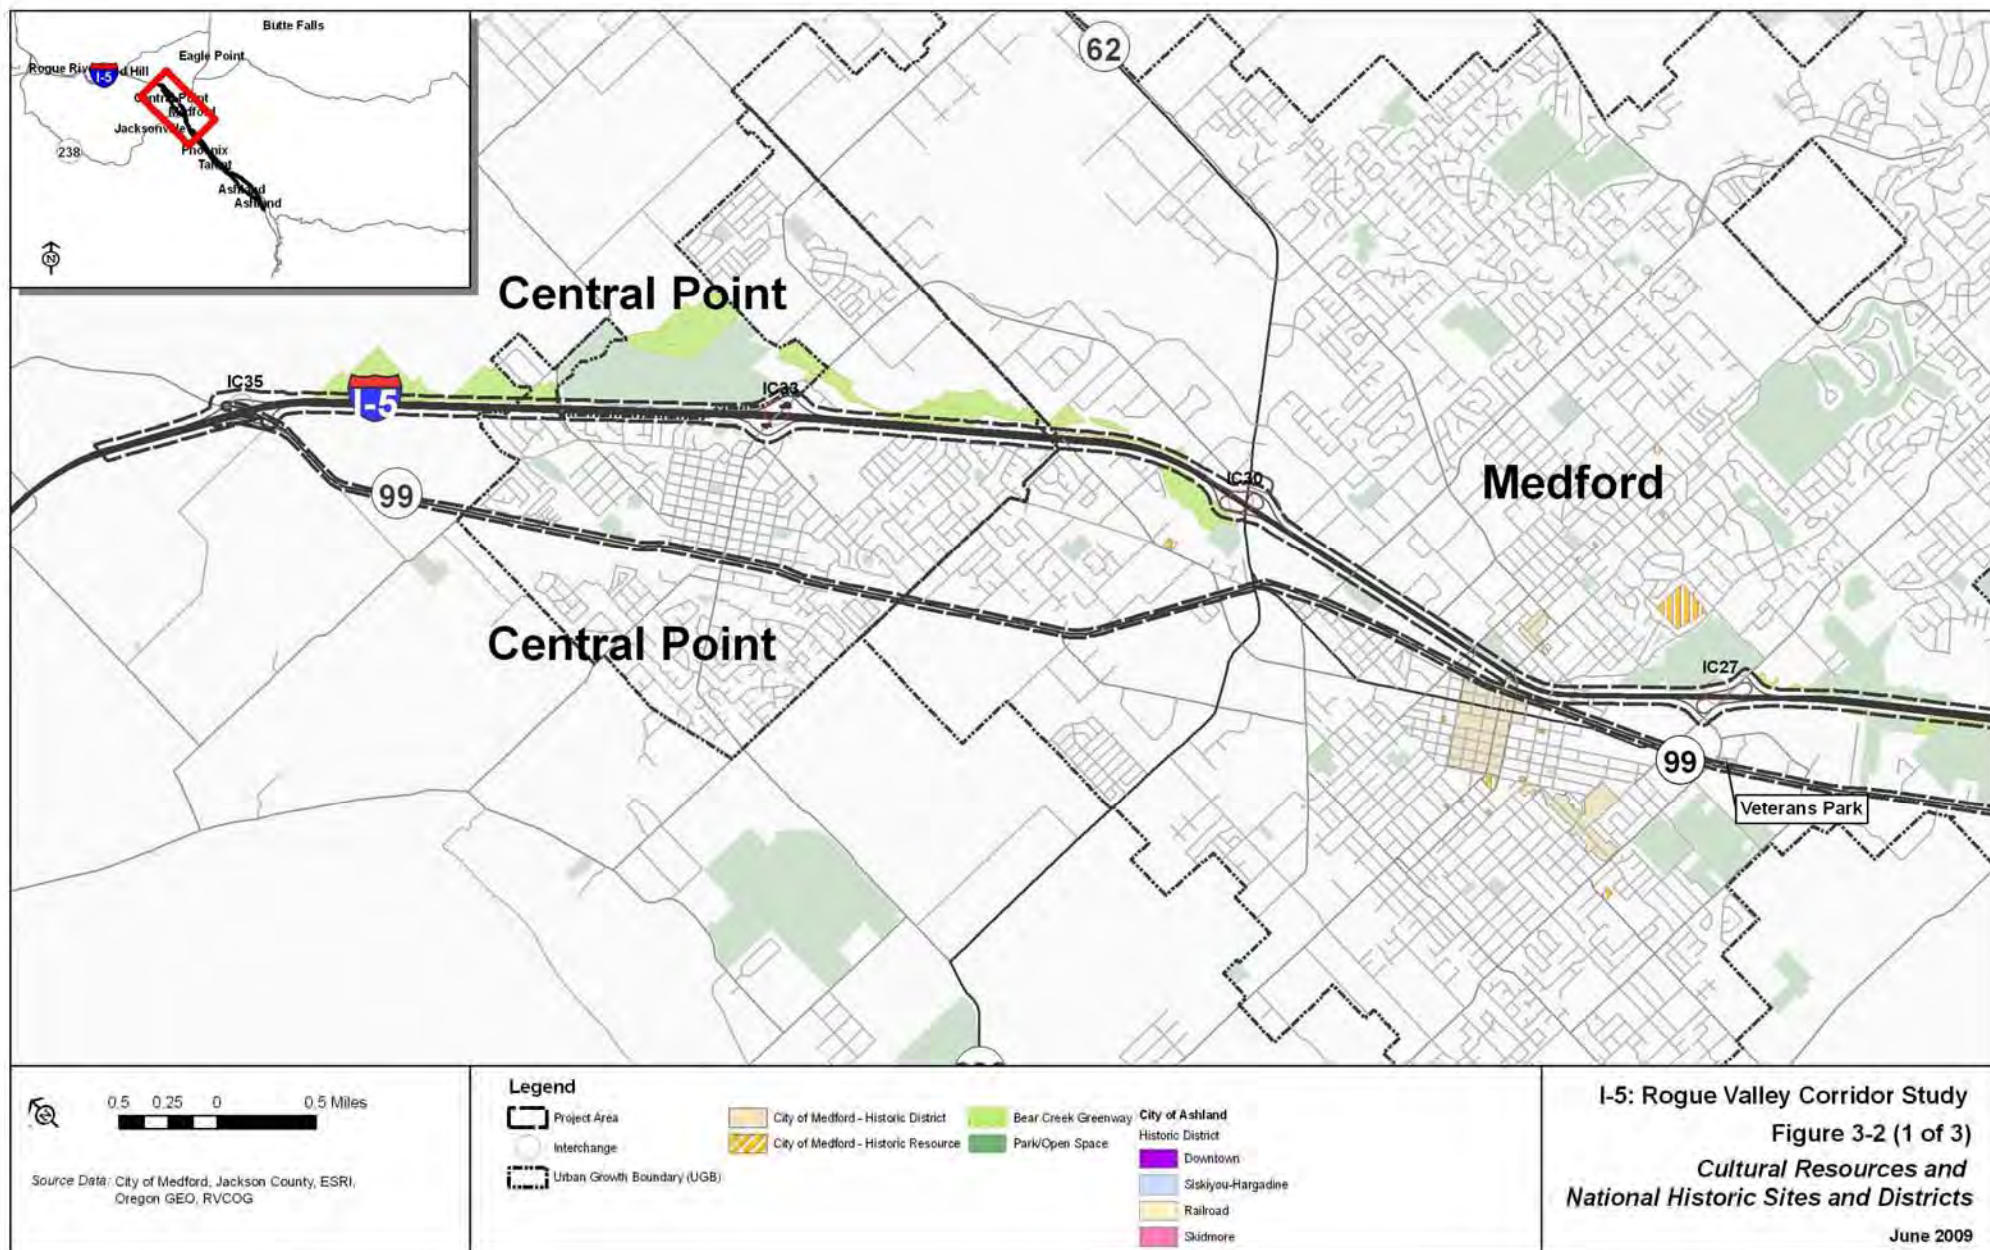 Butte Falls
Eagle Point
Rogue
Hill
I-5
Central Point
Medford
Jacksonville
238
Phoenix
Talent
Ashland
Ashland
N
62
Central Point
IC35
I-5
IC33
99
IC30
Medford
Central Point
IC27
99
Veterans Park
0.5 0.25 0 0.5 Miles
Source Data: City of Medford, Jackson County, ESRI,
Oregon GEO, RVCOG
Legend
Project Area
Interchange
Urban Growth Boundary (UGB)
City of Medford - Historic District
City of Medford - Historic Resource
Bear Creek Greenway
Park/Open Space
City of Ashland
Historic District
Downtown
Siskiyou-Hargadine
Railroad
Skidmore
I-5: Rogue Valley Corridor Study
Figure 3-2 (1 of 3)
Cultural Resources and
National Historic Sites and Districts
June 2009